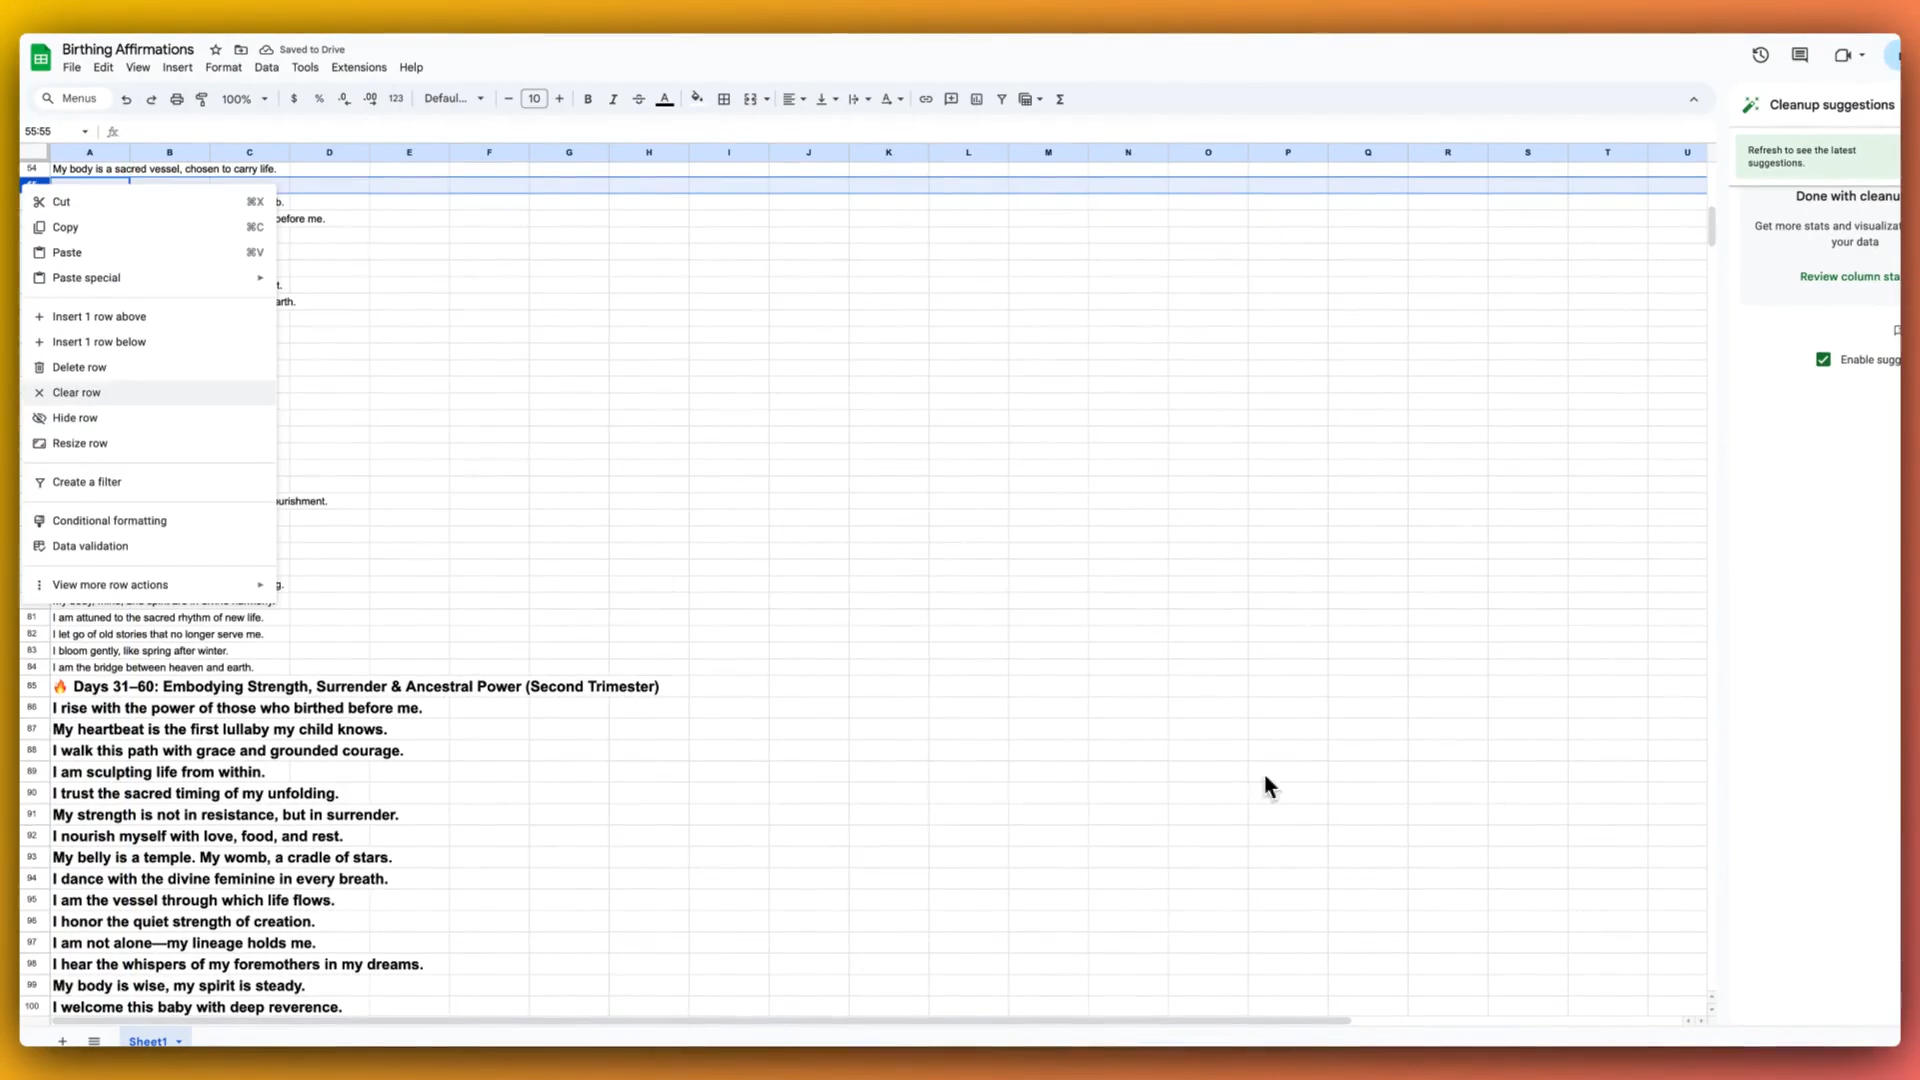 Birthing Affirmations
Saved to Drive
File Edit View Insert Format Data Tools Extensions Help
Menus
100%
$ % .0 .00 123
Defaul...
10
B I A
Σ
55:55
fx
Cleanup suggestions
Refresh to see the latest
suggestions.
A B C D E F G H I J K L M N O P Q R S T U
54 My body is a sacred vessel, chosen to carry life.
Done with cleanu
Get more stats and visualizat
your data
Review column sta
Enable sugg
Cut ⌘X
b.
before me.
Copy ⌘C
Paste ⌘V
Paste special
t.
arth.
Insert 1 row above
Insert 1 row below
Delete row
Clear row
Hide row
Resize row
Create a filter
urishment.
Conditional formatting
Data validation
View more row actions
g.
81 I am attuned to the sacred rhythm of new life.
82 I let go of old stories that no longer serve me.
83 I bloom gently, like spring after winter.
84 I am the bridge between heaven and earth.
85 🔥 Days 31–60: Embodying Strength, Surrender & Ancestral Power (Second Trimester)
86 I rise with the power of those who birthed before me.
87 My heartbeat is the first lullaby my child knows.
88 I walk this path with grace and grounded courage.
89 I am sculpting life from within.
90 I trust the sacred timing of my unfolding.
91 My strength is not in resistance, but in surrender.
92 I nourish myself with love, food, and rest.
93 My belly is a temple. My womb, a cradle of stars.
94 I dance with the divine feminine in every breath.
95 I am the vessel through which life flows.
96 I honor the quiet strength of creation.
97 I am not alone—my lineage holds me.
98 I hear the whispers of my foremothers in my dreams.
99 My body is wise, my spirit is steady.
100 I welcome this baby with deep reverence.
Sheet1